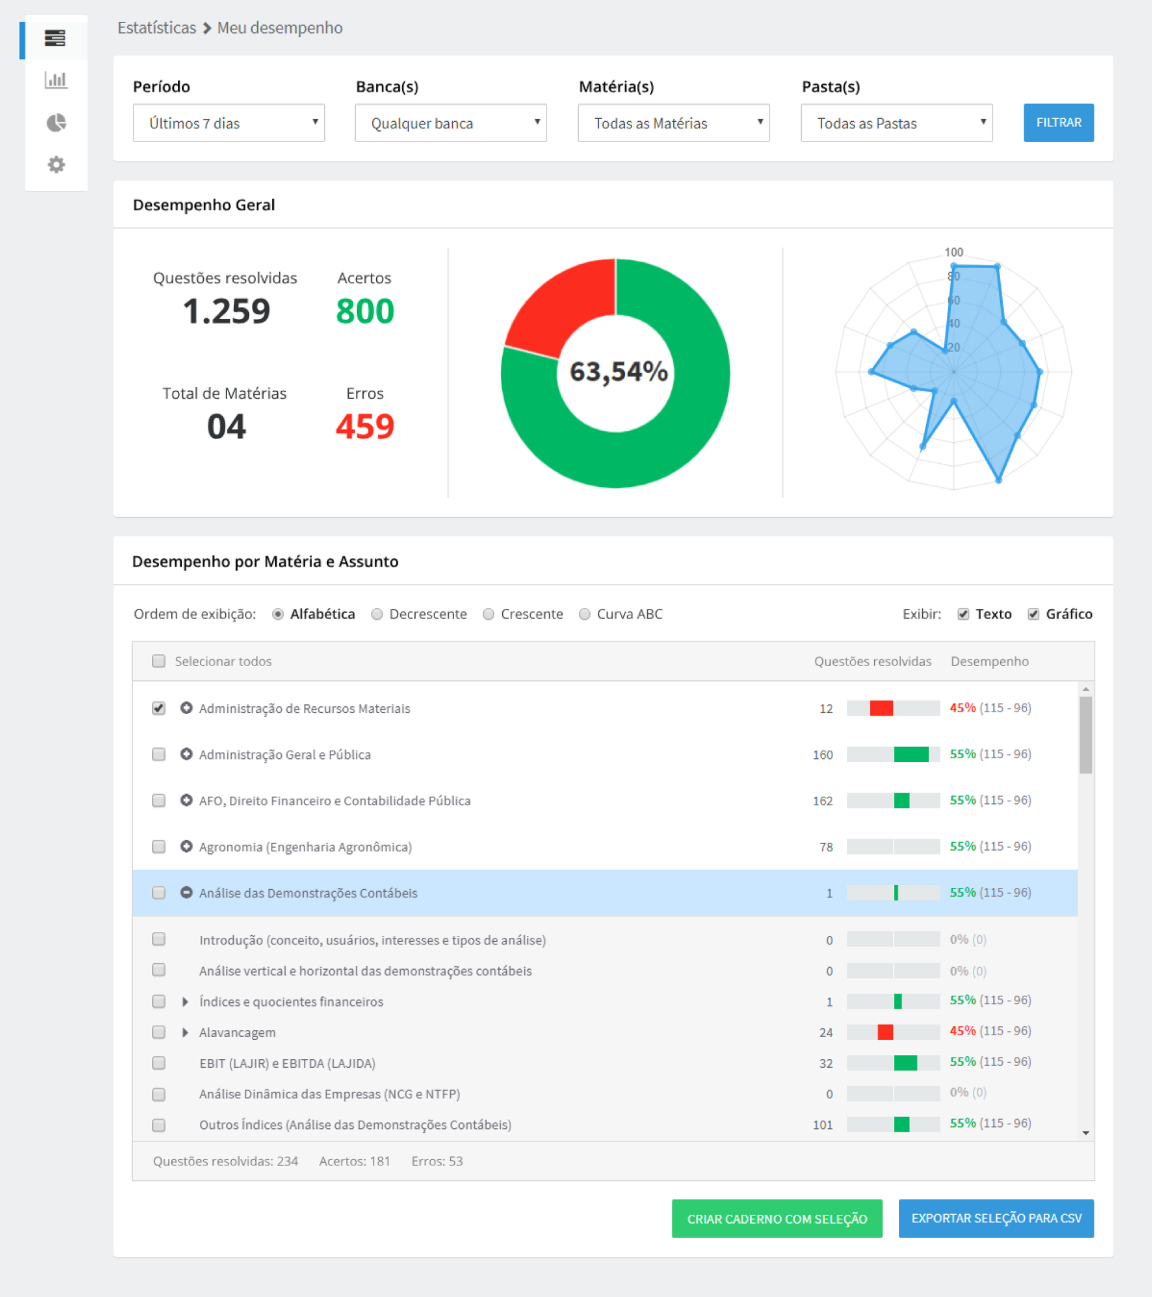 Estatísticas > Meu desempenho
Período Banca(s) Matéria(s) Pasta(s)
Últimos 7 dias Qualquer banca Todas as Matérias Todas as Pastas FILTRAR
Desempenho Geral
Questões resolvidas Acertos
1.259 800
Total de Matérias Erros
04 459
63,54%
100
80
60
40
20
Desempenho por Matéria e Assunto
Ordem de exibição: Alfabética Decrescente Crescente Curva ABC Exibir: Texto Gráfico
Selecionar todos Questões resolvidas Desempenho
Administração de Recursos Materiais 12 45% (115 - 96)
Administração Geral e Pública 160 55% (115 - 96)
AFO, Direito Financeiro e Contabilidade Pública 162 55% (115 - 96)
Agronomia (Engenharia Agronômica) 78 55% (115 - 96)
Análise das Demonstrações Contábeis 1 55% (115 - 96)
Introdução (conceito, usuários, interesses e tipos de análise) 0 0% (0)
Análise vertical e horizontal das demonstrações contábeis 0 0% (0)
Índices e quocientes financeiros 1 55% (115 - 96)
Alavancagem 24 45% (115 - 96)
EBIT (LAJIR) e EBITDA (LAJIDA) 32 55% (115 - 96)
Análise Dinâmica das Empresas (NCG e NTFP) 0 0% (0)
Outros Índices (Análise das Demonstrações Contábeis) 101 55% (115 - 96)
Questões resolvidas: 234 Acertos: 181 Erros: 53
CRIAR CADERNO COM SELEÇÃO EXPORTAR SELEÇÃO PARA CSV